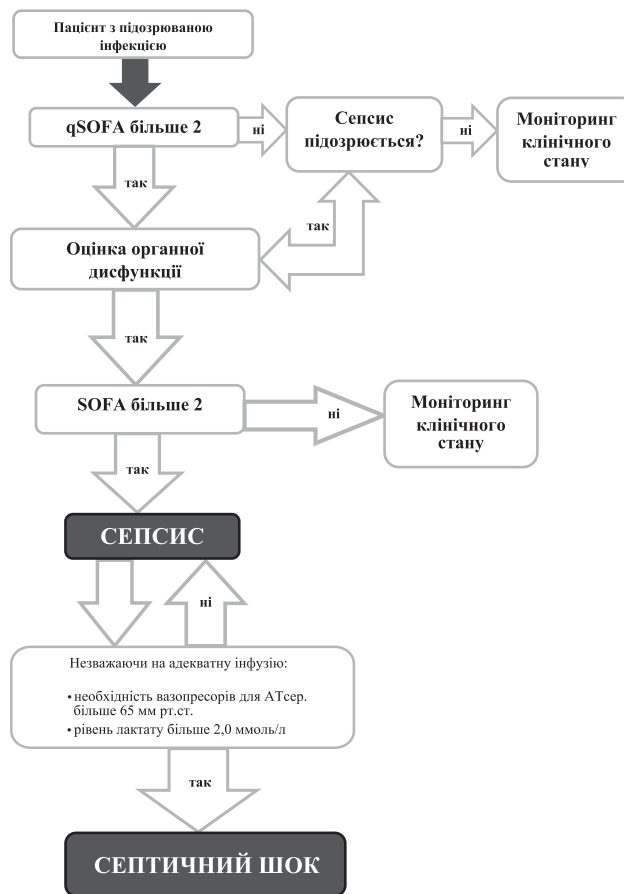 Пацієнт з підозрюваною
інфекцією
qSOFA більше 2
ні
Сепсис
підозрюється?
ні
Моніторинг
клінічного
стану
так
так
Оцінка органної
дисфункції
так
SOFA більше 2
ні
Моніторинг
клінічного
стану
так
СЕПСИС
ні
Незважаючи на адекватну інфузію:
• необхідність вазопресорів для АТсер.
більше 65 мм рт.ст.
• рівень лактату більше 2,0 ммоль/л
так
СЕПТИЧНИЙ ШОК